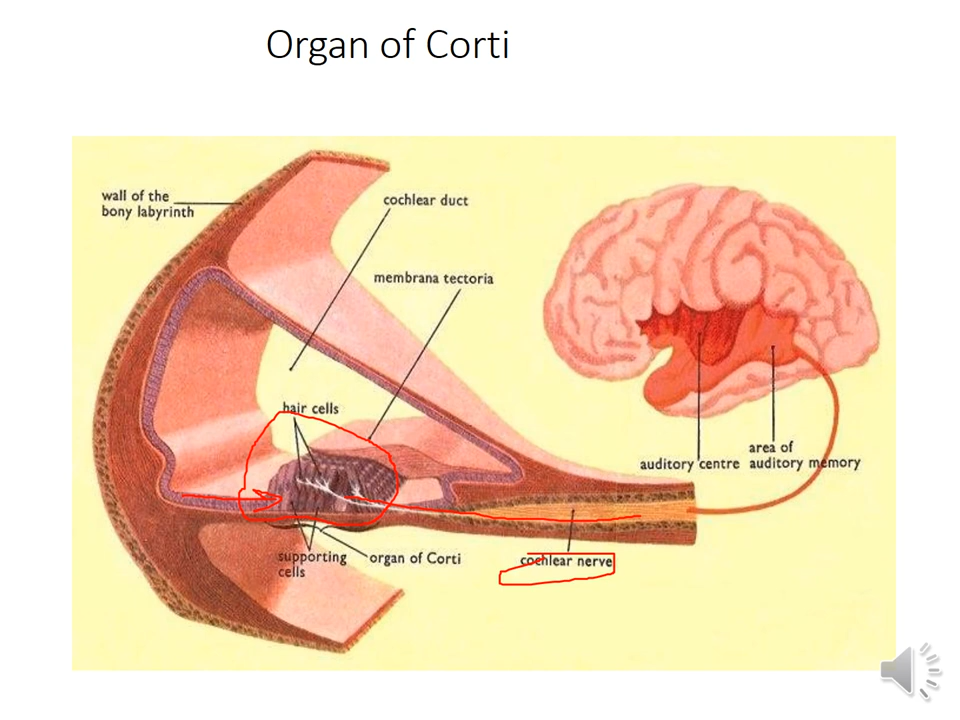 Organ of Corti
wall of the
bony labyrinth
cochlear duct
membrana tectoria
hair cells
auditory centre
area of
auditory memory
supporting
cells
organ of Corti
cochlear nerve